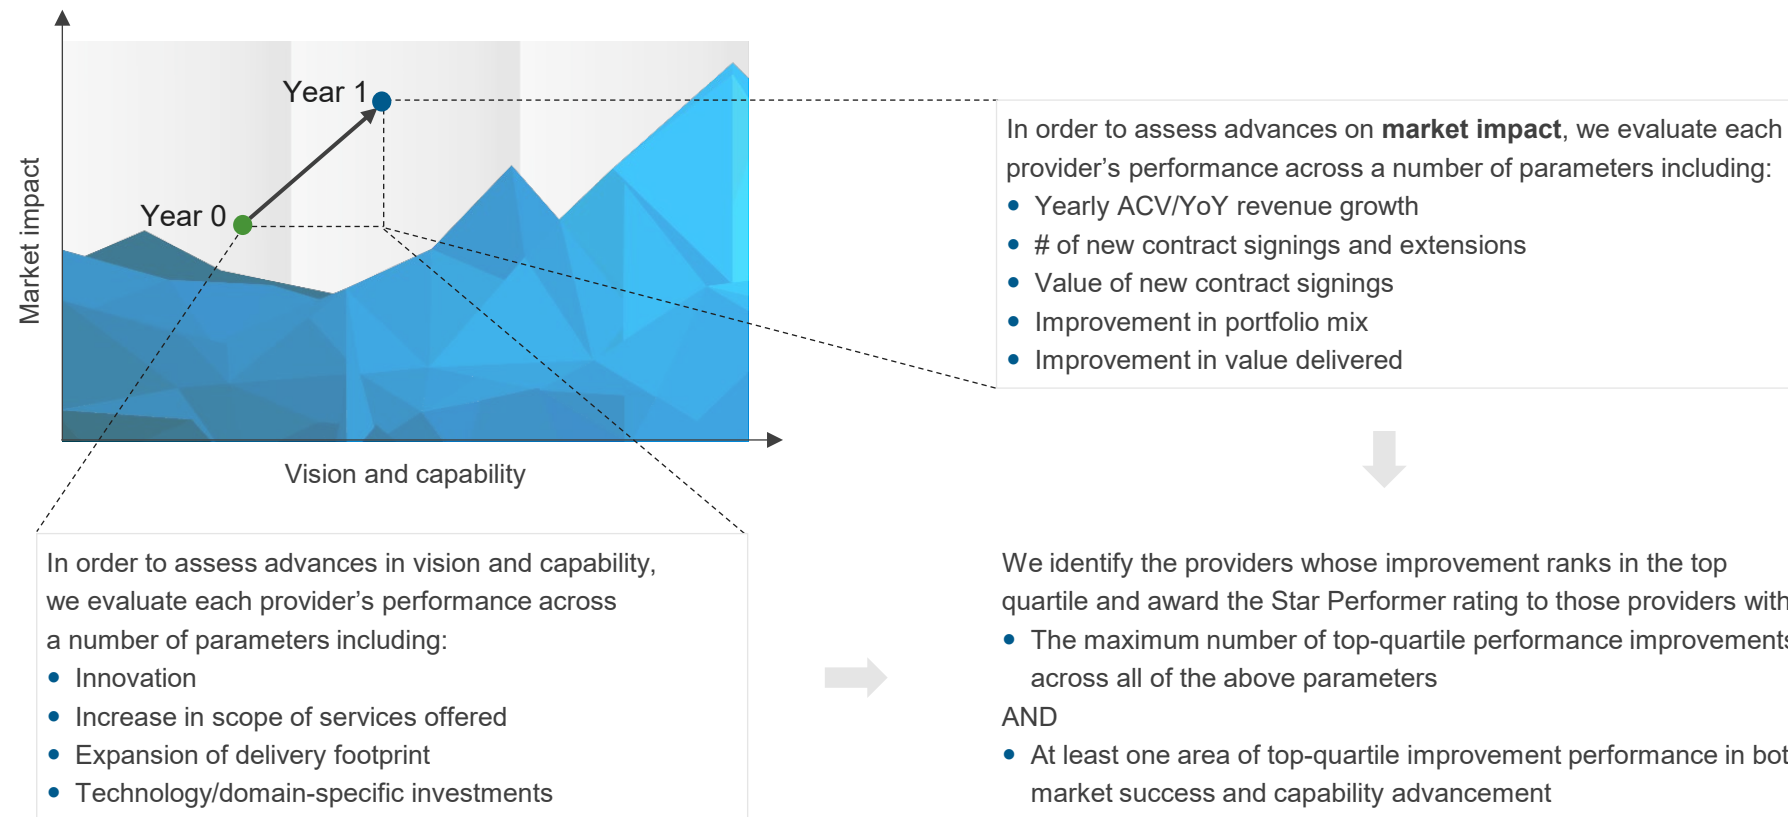 Year 1
Year 0
Market impact
Vision and capability
In order to assess advances on market impact, we evaluate each
provider’s performance across a number of parameters including:
• Yearly ACV/YoY revenue growth
• # of new contract signings and extensions
• Value of new contract signings
• Improvement in portfolio mix
• Improvement in value delivered
In order to assess advances in vision and capability,
we evaluate each provider’s performance across
a number of parameters including:
• Innovation
• Increase in scope of services offered
• Expansion of delivery footprint
• Technology/domain-specific investments
We identify the providers whose improvement ranks in the top
quartile and award the Star Performer rating to those providers with
• The maximum number of top-quartile performance improvements
across all of the above parameters
AND
• At least one area of top-quartile improvement performance in bot
market success and capability advancement